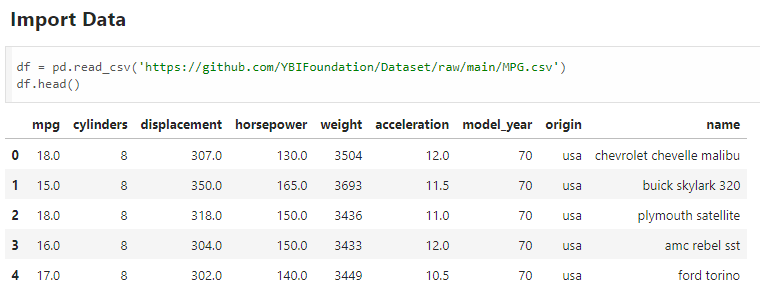 Import Data
df = pd.read_csv('https://github.com/YBIFoundation/Dataset/raw/main/MPG.csv')
df.head()
mpg cylinders displacement horsepower weight acceleration model_year origin name
0 18.0 8 307.0 130.0 3504 12.0 70 usa chevrolet chevelle malibu
1 15.0 8 350.0 165.0 3693 11.5 70 usa buick skylark 320
2 18.0 8 318.0 150.0 3436 11.0 70 usa plymouth satellite
3 16.0 8 304.0 150.0 3433 12.0 70 usa amc rebel sst
4 17.0 8 302.0 140.0 3449 10.5 70 usa ford torino